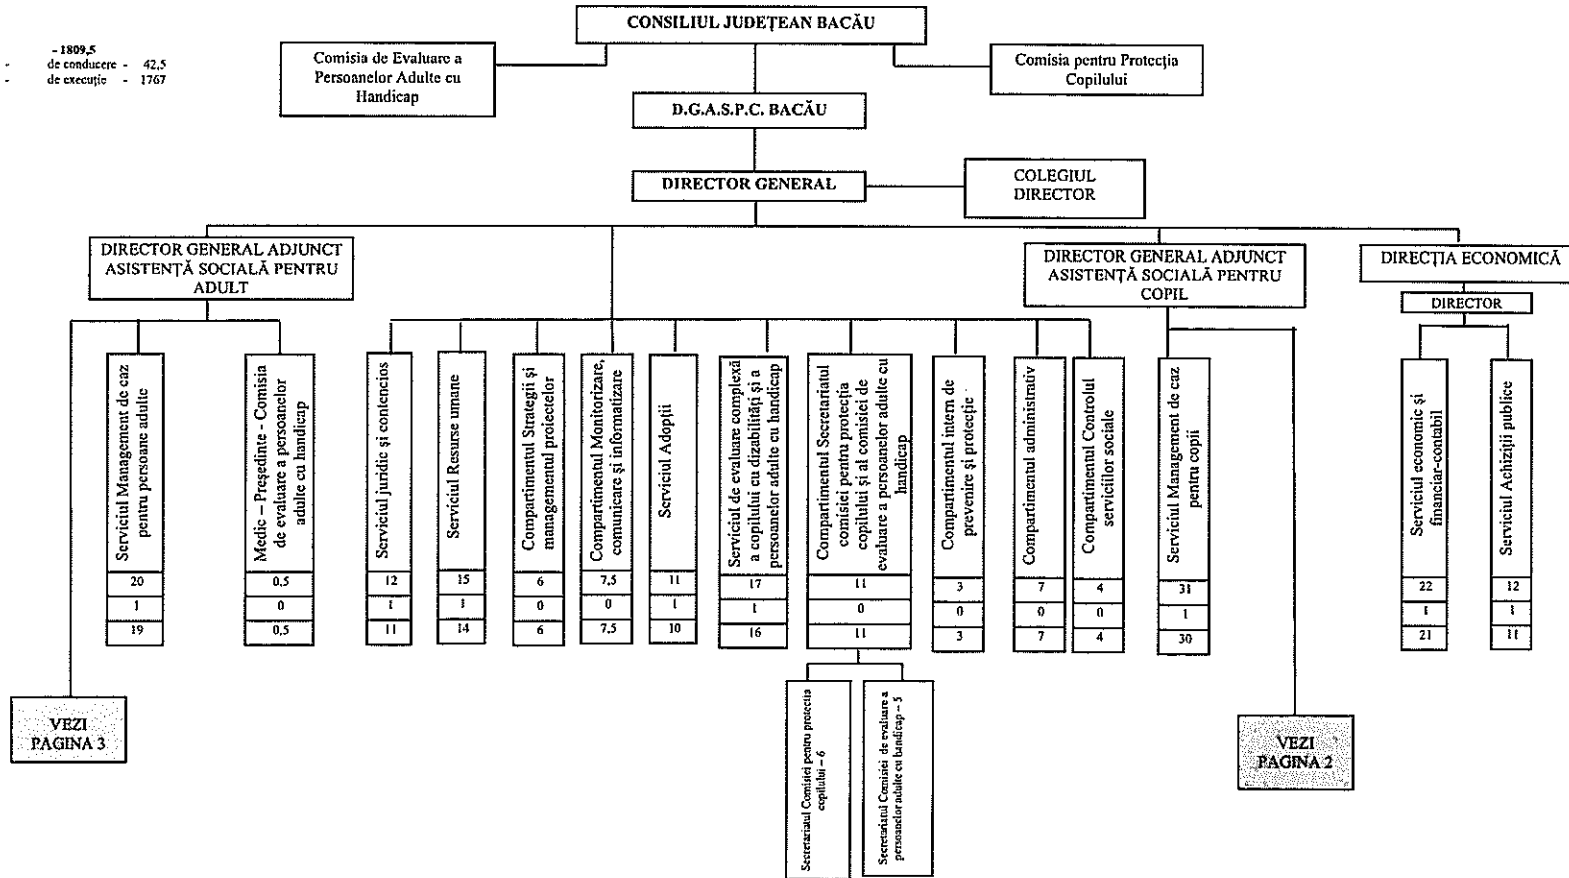 CONSILIUL JUDEȚEAN BACĂU
- 1809,5
- de conducere - 42,5
- de execuție - 1767
Comisia de Evaluare a
Persoanelor Adulte cu
Handicap
Comisia pentru Protecția
Copilului
D.G.A.S.P.C. BACĂU
DIRECTOR GENERAL
COLEGIUL
DIRECTOR
DIRECTOR GENERAL ADJUNCT
ASISTENȚĂ SOCIALĂ PENTRU
ADULT
DIRECTOR GENERAL ADJUNCT
ASISTENȚĂ SOCIALĂ PENTRU
COPIL
DIRECȚIA ECONOMICĂ
DIRECTOR
Serviciul Management de caz
pentru persoane adulte
20
1
19
Medic – Președinte - Comisia
de evaluare a persoanelor
adulte cu handicap
0,5
0
0,5
Serviciul juridic și contencios
12
1
11
Serviciul Resurse umane
15
1
14
Compartimentul Strategii și
managementul proiectelor
6
0
6
Compartimentul Monitorizare,
comunicare și informatizare
7,5
0
7,5
Serviciul Adopții
11
1
10
Serviciul de evaluare complexă
a copilului cu dizabilități și a
persoanelor adulte cu handicap
17
1
16
Compartimentul Secretariatul
comisiei pentru protecția
copilului și al comisiei de
evaluare a persoanelor adulte cu
handicap
11
0
11
Compartimentul intern de
prevenire și protecție
3
0
3
Compartimentul administrativ
7
0
7
Compartimentul Controlul
serviciilor sociale
4
0
4
Serviciul Management de caz
pentru copii
31
1
30
Serviciul economic și
financiar-contabil
22
1
21
Serviciul Achiziții publice
12
1
11
Secretariatul Comisiei pentru protecția
copilului – 6
Secretariatul Comisiei de evaluare a
persoanelor adulte cu handicap – 5
VEZI
PAGINA 3
VEZI
PAGINA 2